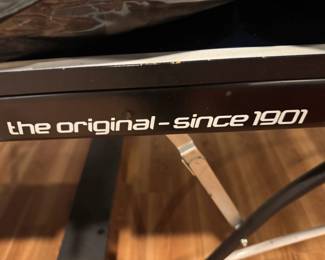 the original-since 1901